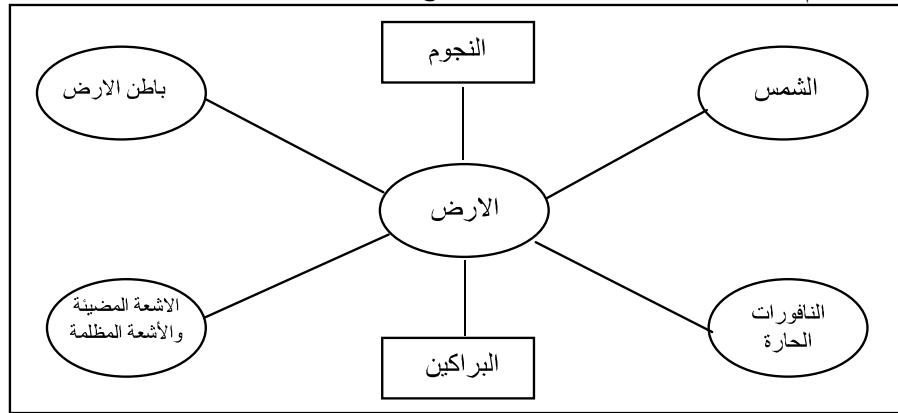 النجوم
الشمس
باطن الارض
الارض
النافورات
الحارة
الاشعة المضيئة
والأشعة المظلمة
البراكين